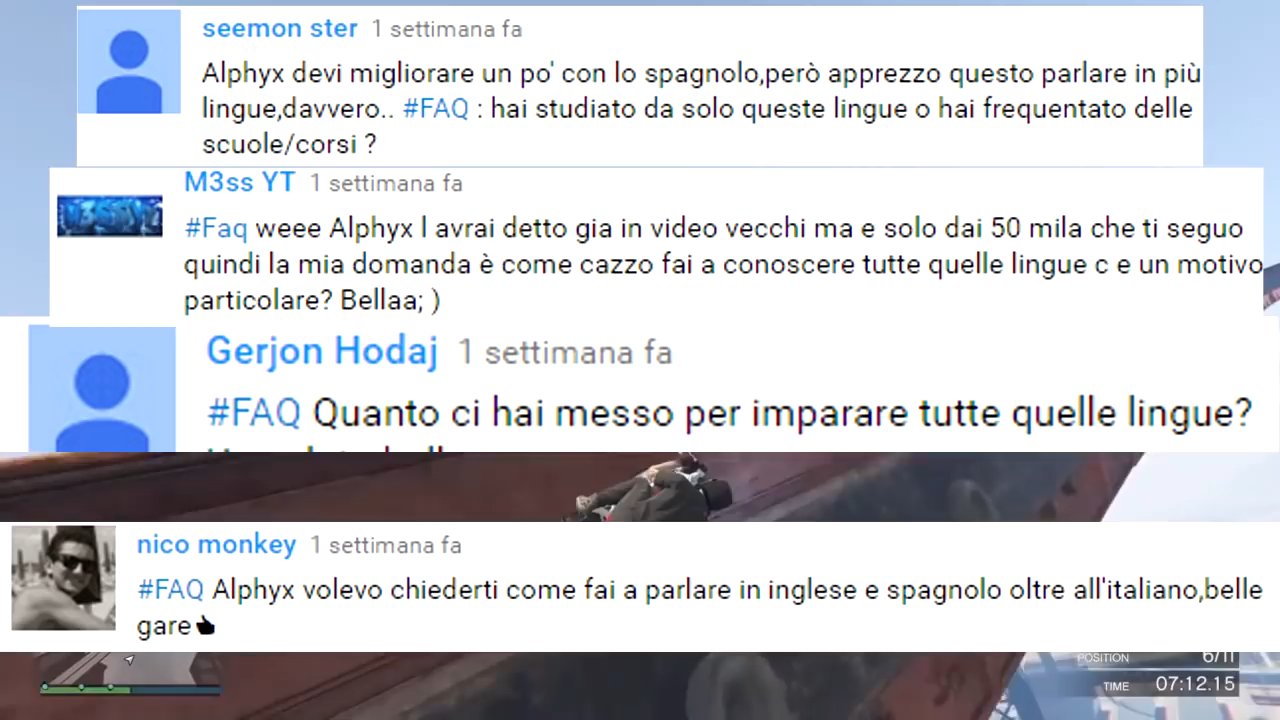 seemon ster 1 settimana fa
Alphyx devi migliorare un po' con lo spagnolo,però apprezzo questo parlare in più
lingue,davvero.. #FAQ : hai studiato da solo queste lingue o hai frequentato delle
scuole/corsi ?
M3ss YT 1 settimana fa
#Faq weee Alphyx l avrai detto gia in video vecchi ma e solo dai 50 mila che ti seguo
quindi la mia domanda è come cazzo fai a conoscere tutte quelle lingue c e un motivo
particolare? Bellaa; )
Gerjon Hodaj 1 settimana fa
#FAQ Quanto ci hai messo per imparare tutte quelle lingue?
nico monkey 1 settimana fa
#FAQ Alphyx volevo chiederti come fai a parlare in inglese e spagnolo oltre all'italiano,belle
gare
POSITION 6/11
TIME 07:12.15